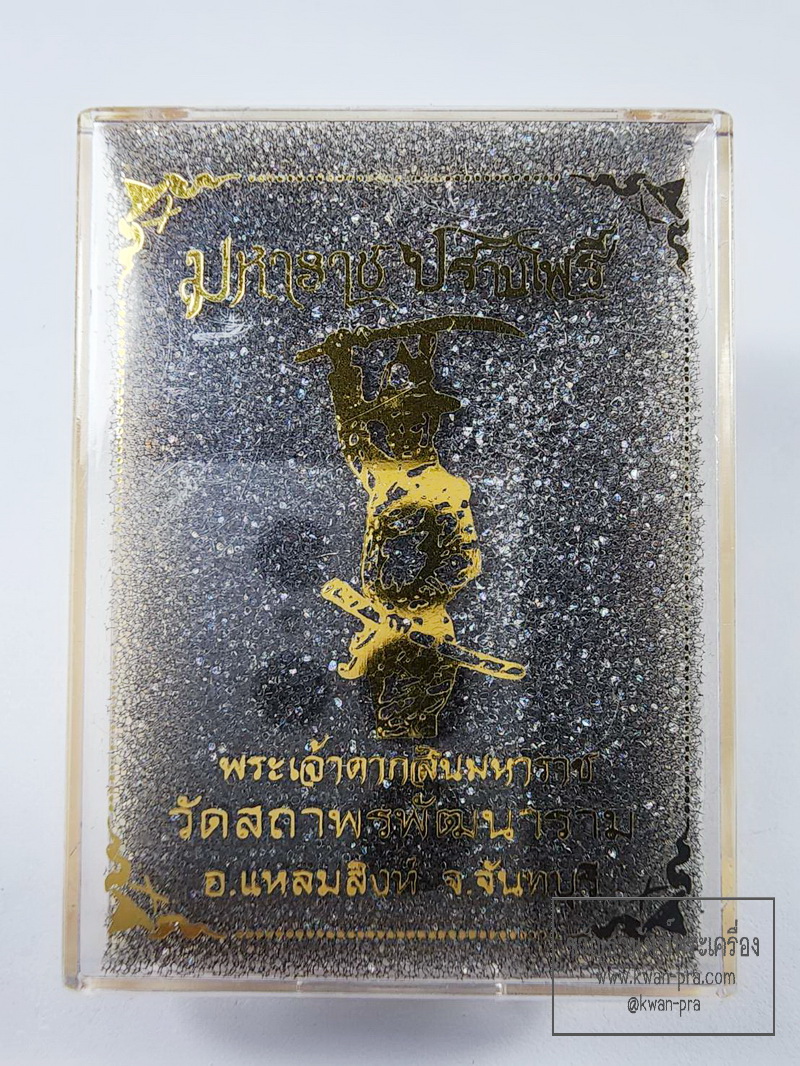 มหาราช ปราบไพรี
พระเจ้าตากสินมหาราช
วัดสถาพรพัฒนาราม
อ.แหลมสิงห์ จ.จันทบุรี
www.kwan-pra.com
@kwan-pra